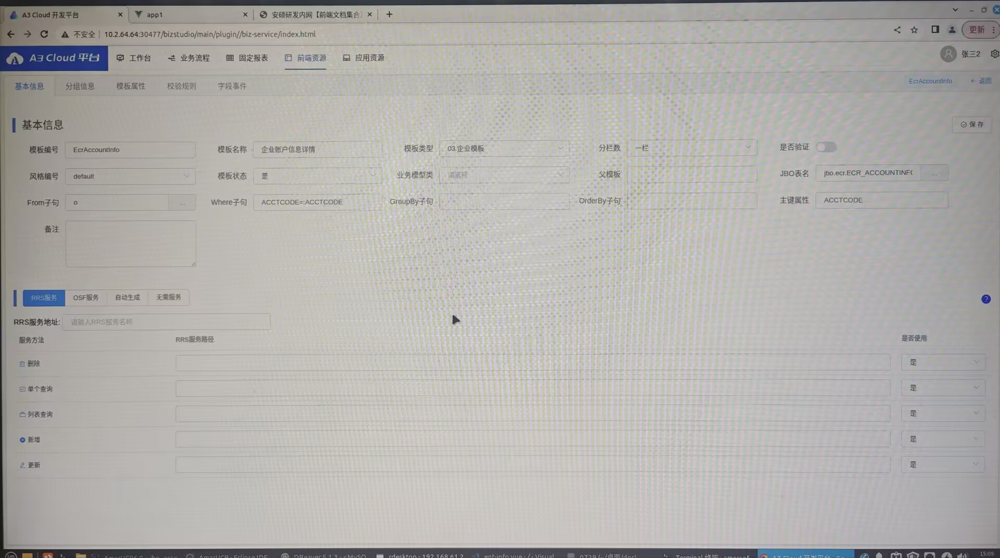 A3 Cloud 开发平台
app1
安硕研发内网【前端文档集合】
不安全 10.2.64.64:30477/bizstudio/main/plugin//biz-service/index.html
更新
A3 Cloud 平台
工作台
业务流程
固定报表
前端资源
应用资源
张三2
基本信息
分组信息
模板属性
校验规则
字段事件
EcrAccountInfo
← 返回
基本信息
保存
模板编号 EcrAccountInfo
模板名称 企业账户信息详情
模板类型 03.企业模板
分栏数 一栏
是否验证
风格编号 default
模板状态 是
业务模型类 请选择
父模板
JBO表名 jbo.ecr.ECR_ACCOUNTINF ...
From子句 o ...
Where子句 ACCTCODE=:ACCTCODE
GroupBy子句
OrderBy子句
主键属性 ACCTCODE
备注
RRS服务
OSF服务
自动生成
无需服务
?
RRS服务地址: 请输入RRS服务名称
服务方法
RRS服务路径
是否使用
删除
是
单个查询
是
列表查询
是
新增
是
更新
是
DBeaver 5.1.3 - <MySQ
rdesktop - 192.168.61.2
ent-info.vue - / - Visual
0729 (~/桌面/doc)
Terminal 终端 - amarsof
A3 Cloud 开发平台 - Go
15:09